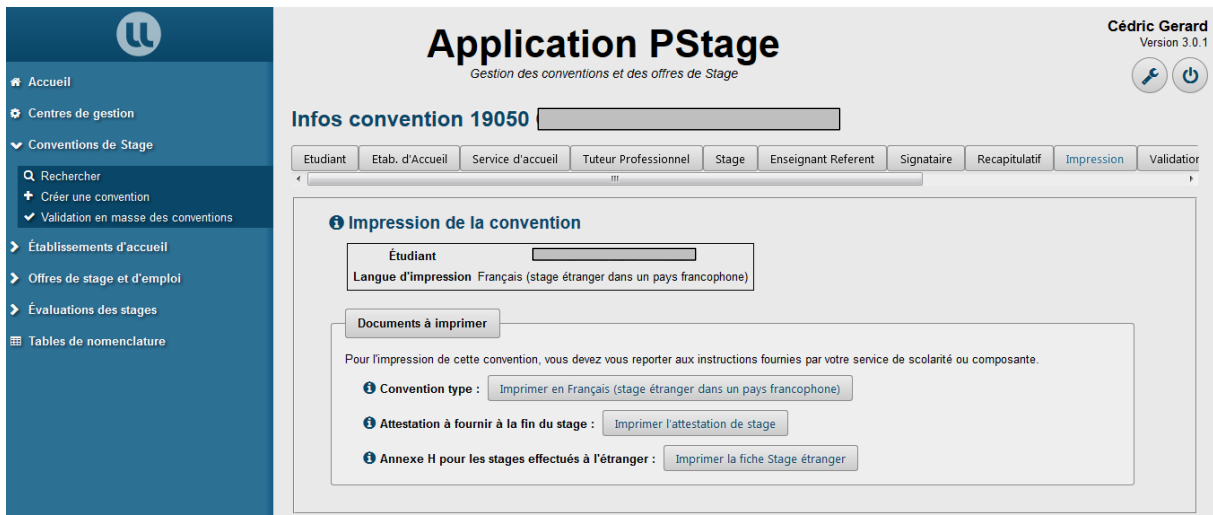 Application PStage
Gestion des conventions et des offres de Stage
Cédric Gerard
Version 3.0.1
Accueil
Centres de gestion
Conventions de Stage
Rechercher
Créer une convention
Validation en masse des conventions
Établissements d'accueil
Offres de stage et d'emploi
Évaluations des stages
Tables de nomenclature
Infos convention 19050
Etudiant Etab. d'Accueil Service d'accueil Tuteur Professionnel Stage Enseignant Referent Signataire Recapitulatif Impression Validation
Impression de la convention
Étudiant
Langue d'impression Français (stage étranger dans un pays francophone)
Documents à imprimer
Pour l'impression de cette convention, vous devez vous reporter aux instructions fournies par votre service de scolarité ou composante.
Convention type : Imprimer en Français (stage étranger dans un pays francophone)
Attestation à fournir à la fin du stage : Imprimer l'attestation de stage
Annexe H pour les stages effectués à l'étranger : Imprimer la fiche Stage étranger